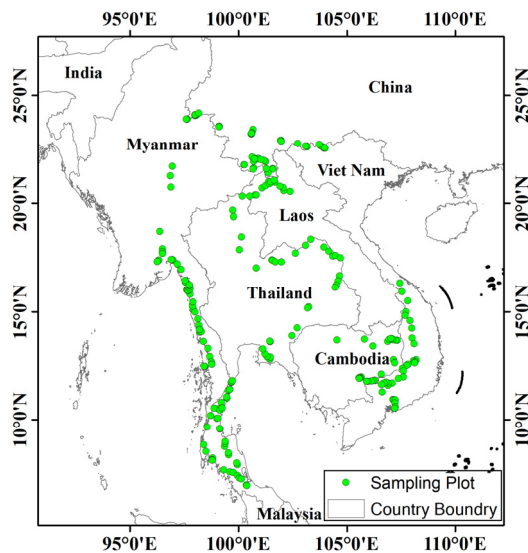 95°0'E 100°0'E 105°0'E 110°0'E
India
China
25°0'N 25°0'N
Myanmar
Viet Nam
20°0'N 20°0'N
Laos
Thailand
15°0'N 15°0'N
Cambodia
10°0'N 10°0'N
Sampling Plot
Country Boundry
Malaysia
95°0'E 100°0'E 105°0'E 110°0'E